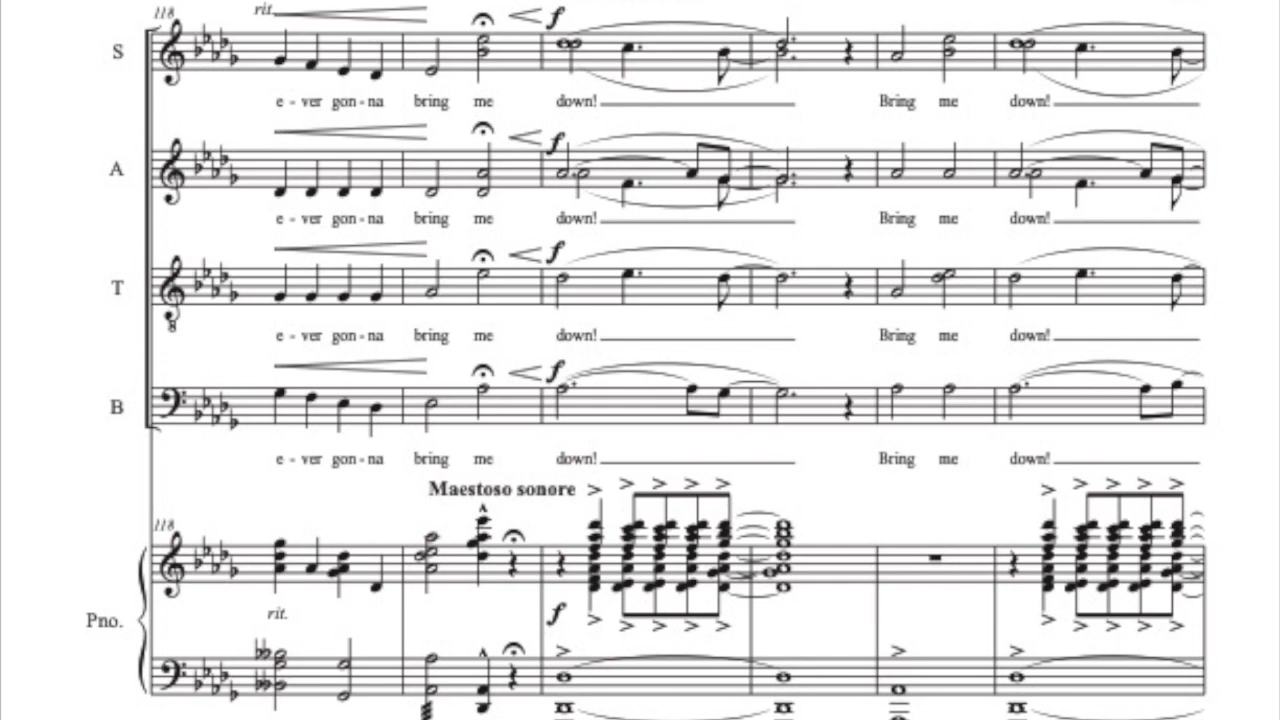 118
rit.
f
S
e - ver gon - na bring me down! Bring me down!
f
A
e - ver gon - na bring me down! Bring me down!
f
T
8
e - ver gon - na bring me down! Bring me down!
f
B
e - ver gon - na bring me down! Bring me down!
Maestoso sonore
118
rit.
f
Pno.